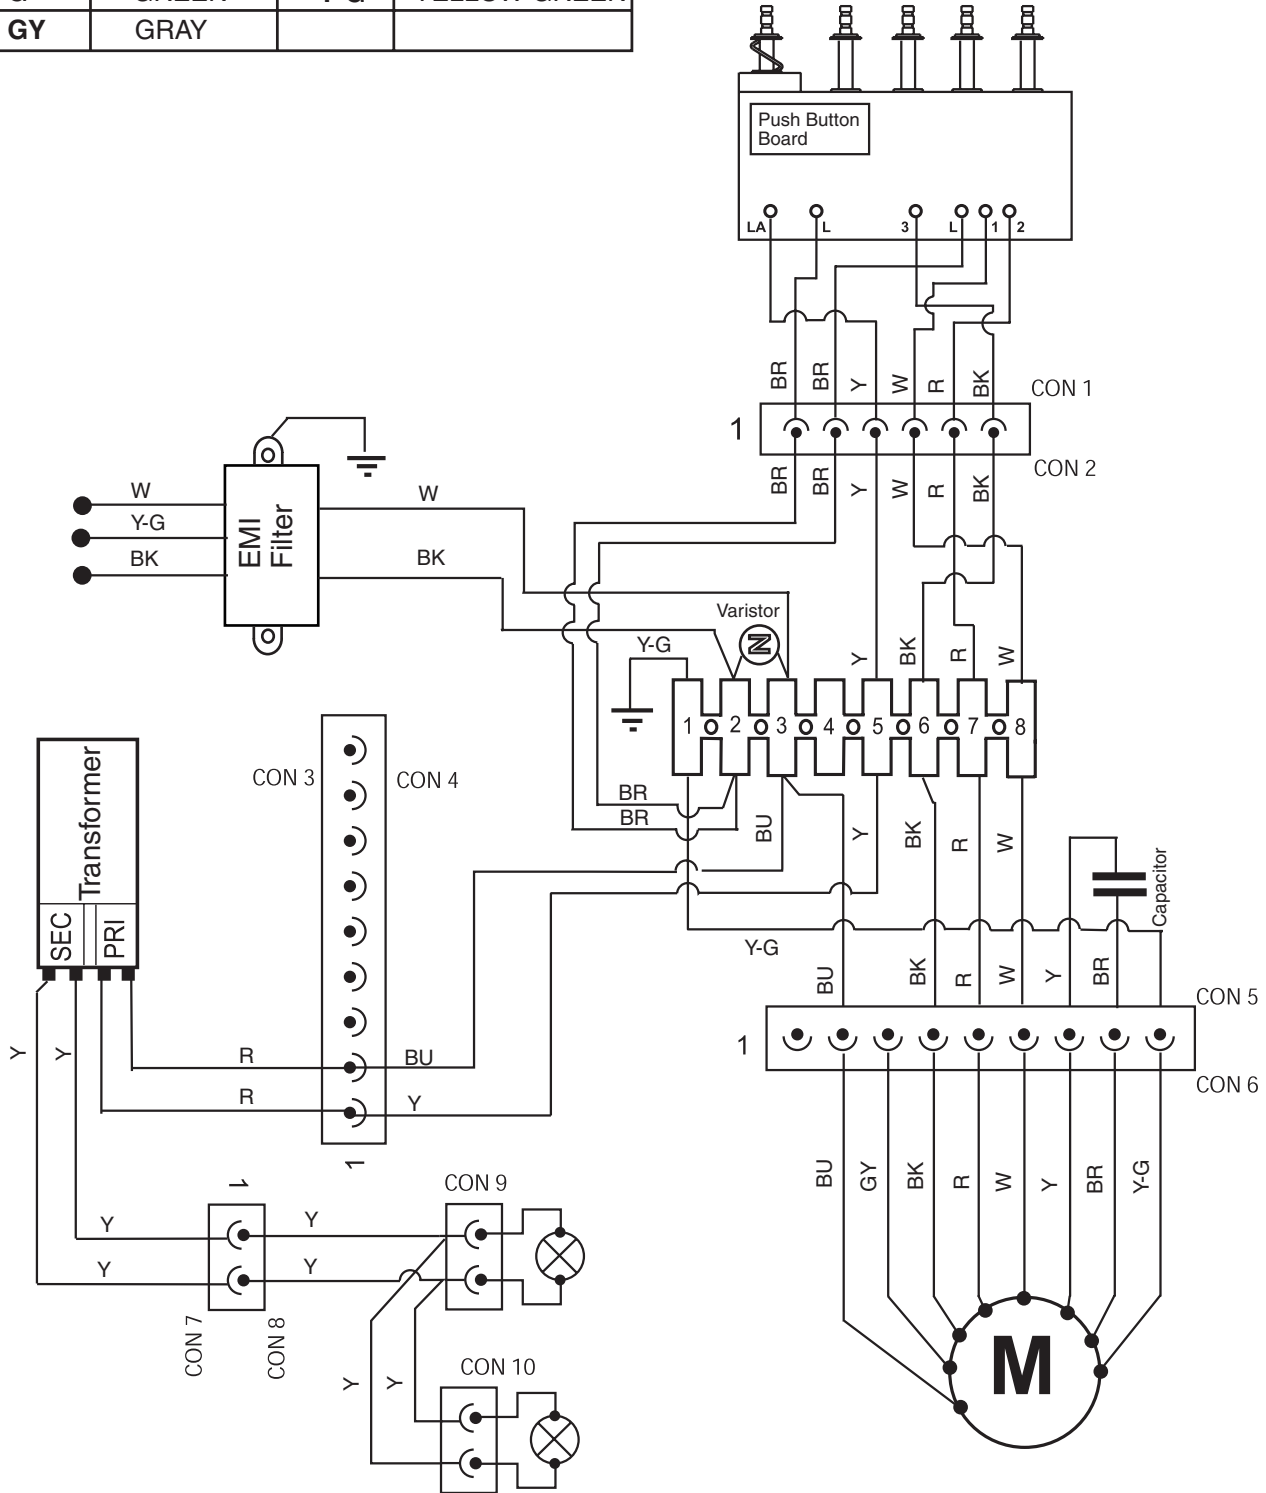 GREEN
GY GRAY
Push Button
Board
LA L 3 L 1 2
BR BR Y W R BK
CON 1
1
CON 2
BR BR Y W R BK
W
Y-G
BK
EMI
Filter
W
BK
Varistor
Y-G
Y BK R W
1 2 3 4 5 6 7 8
Transformer
SEC PRI
CON 3 CON 4
BR
BR
BU Y BK R W
Capacitor
Y-G
BU BK R W Y BR
CON 5
1
CON 6
Y Y
R BU
R Y
1
BU GY BK R W Y BR Y-G
1
CON 9
Y Y
Y Y
CON 7 CON 8
Y Y
CON 10
M